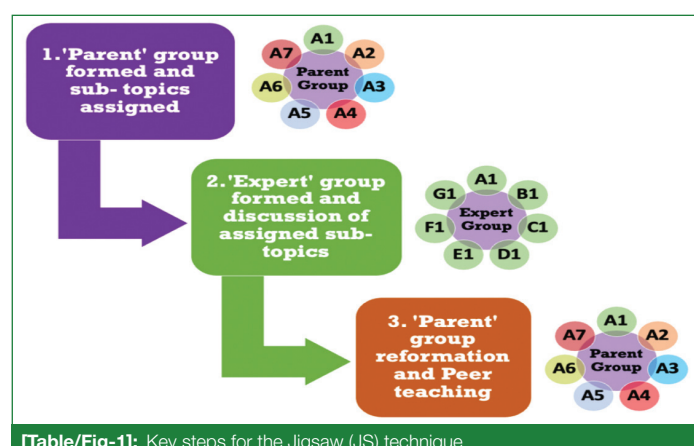 1.'Parent' group
formed and
sub- topics
assigned
A1
A2
A3
A4
A5
A6
A7
Parent
Group
2.'Expert' group
formed and
discussion of
assigned sub-
topics
A1
B1
C1
D1
E1
F1
G1
Expert
Group
3. 'Parent'
group
reformation
and Peer
teaching
A1
A2
A3
A4
A5
A6
A7
Parent
Group
[Table/Fig-1]: Key steps for the Jigsaw (JS) technique